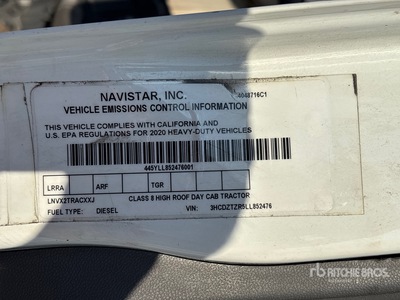 NAVISTAR, INC.
4048716C1
VEHICLE EMISSIONS CONTROL INFORMATION
THIS VEHICLE COMPLIES WITH CALIFORNIA AND
U.S. EPA REGULATIONS FOR 2020 HEAVY-DUTY VEHICLES
445YLL852476001
LRRA ARF TGR
LNVX2TRACXXJ CLASS 8 HIGH ROOF DAY CAB TRACTOR
FUEL TYPE: DIESEL VIN: 3HCDZTZR5LL852476
rb RITCHIE BROS.